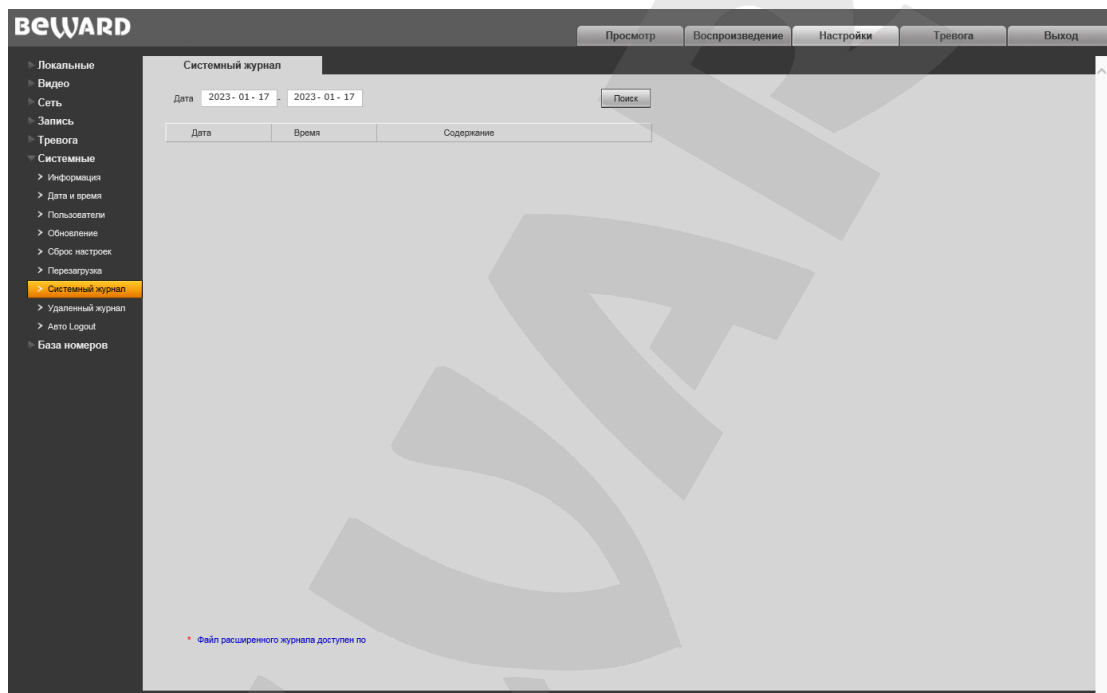 BEWARD
Просмотр Воспроизведение Настройки Тревога Выход
Локальные
Видео
Сеть
Запись
Тревога
Системные
Информация
Дата и время
Пользователи
Обновление
Сброс настроек
Перезагрузка
Системный журнал
Удаленный журнал
Авто Logout
База номеров
Системный журнал
Дата 2023-01-17 - 2023-01-17 Поиск
Дата Время Содержание
* Файл расширенного журнала доступен по